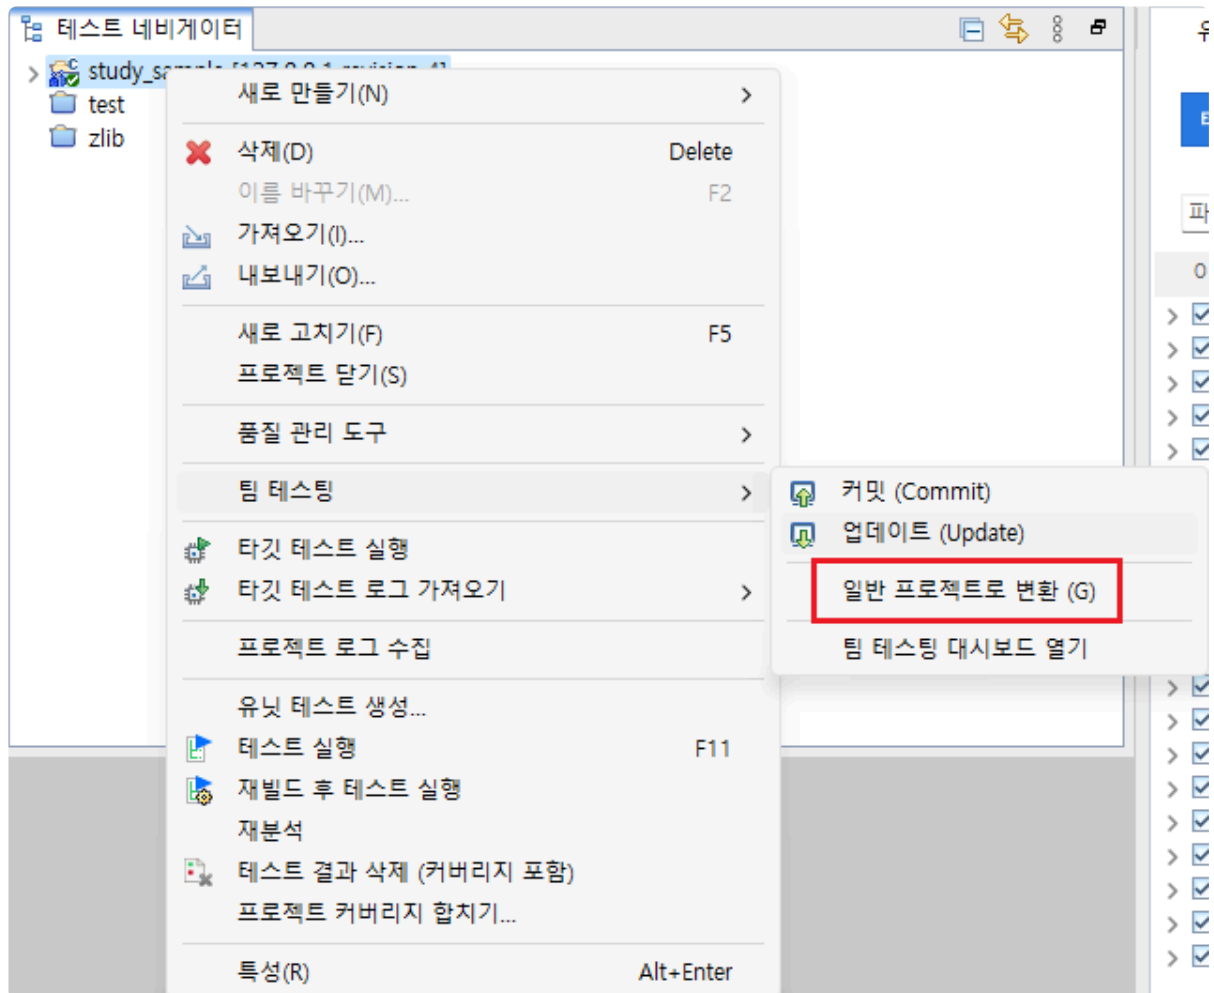 테스트 네비게이터
study_sample [127.0.0.1 revision 4]
test
zlib
새로 만들기(N)
삭제(D) Delete
이름 바꾸기(M)... F2
가져오기(I)...
내보내기(O)...
새로 고치기(F) F5
프로젝트 닫기(S)
품질 관리 도구
팀 테스팅
타깃 테스트 실행
타깃 테스트 로그 가져오기
프로젝트 로그 수집
유닛 테스트 생성...
테스트 실행 F11
재빌드 후 테스트 실행
재분석
테스트 결과 삭제 (커버리지 포함)
프로젝트 커버리지 합치기...
특성(R) Alt+Enter
커밋 (Commit)
업데이트 (Update)
일반 프로젝트로 변환 (G)
팀 테스팅 대시보드 열기